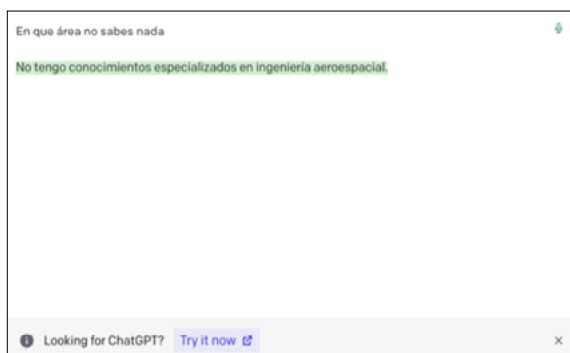 En que área no sabes nada
No tengo conocimientos especializados en ingeniería aeroespacial.
Looking for ChatGPT? Try it now